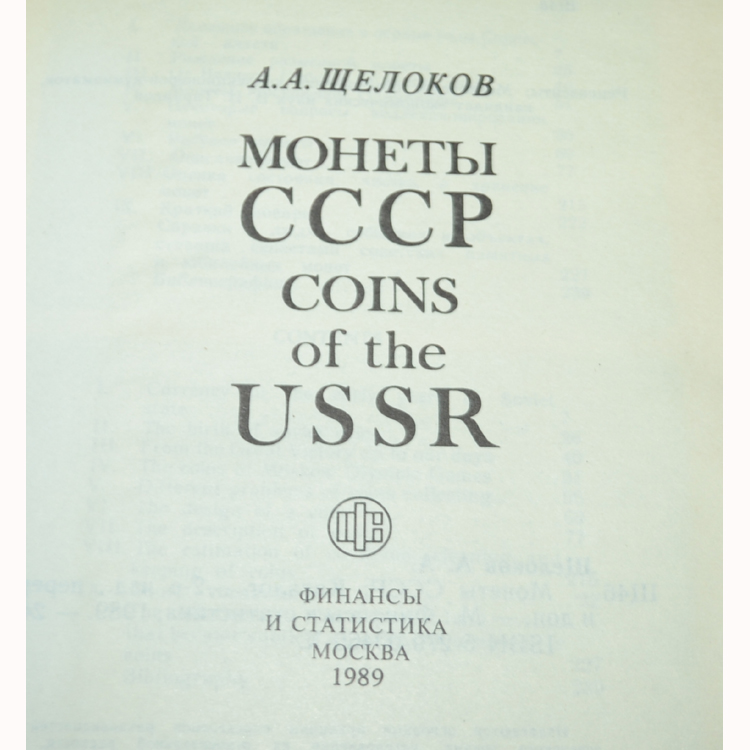 А.А. ЩЕЛОКОВ
МОНЕТЫ
СССР
COINS
of the
USSR
ФИНАНСЫ
И СТАТИСТИКА
МОСКВА
1989